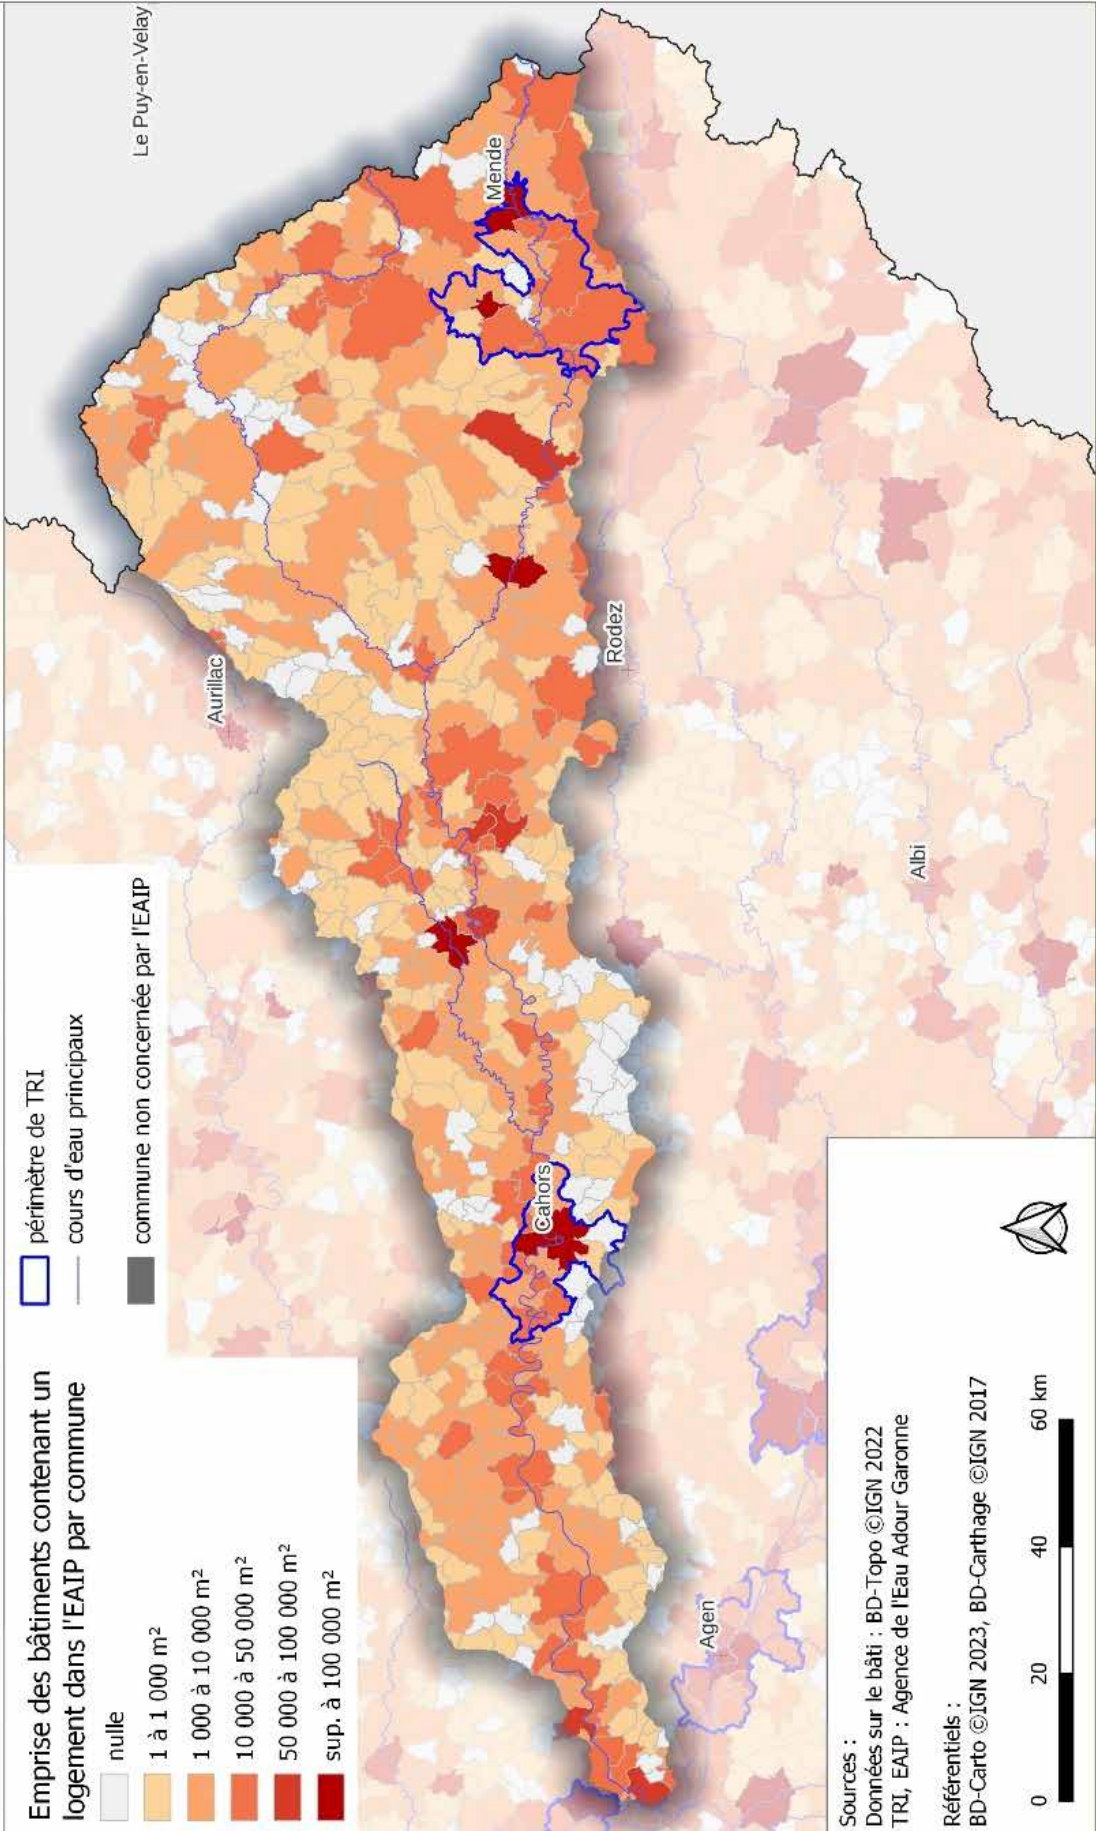 Emprise des bâtiments contenant un
logement dans l'EAIP par commune
nulle
1 à 1 000 m²
1 000 à 10 000 m²
10 000 à 50 000 m²
50 000 à 100 000 m²
sup. à 100 000 m²
périmètre de TRI
cours d'eau principaux
commune non concernée par l'EAIP
Le Puy-en-Velay
Aurillac
Mende
Rodez
Cahors
Albi
Agen
Sources :
Données sur le bâti : BD-Topo ©IGN 2022
TRI, EAIP : Agence de l'Eau Adour Garonne
Référentiels :
BD-Carto ©IGN 2023, BD-Carthage ©IGN 2017
0 20 40 60 km